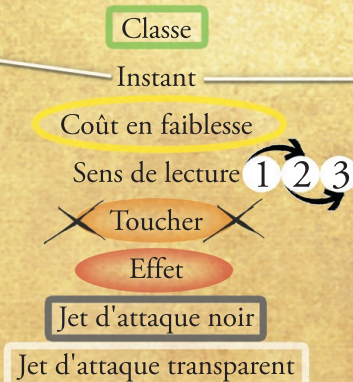 Classe
Instant
Coût en faiblesse
Sens de lecture 1 2 3
Toucher
Effet
Jet d'attaque noir
Jet d'attaque transparent